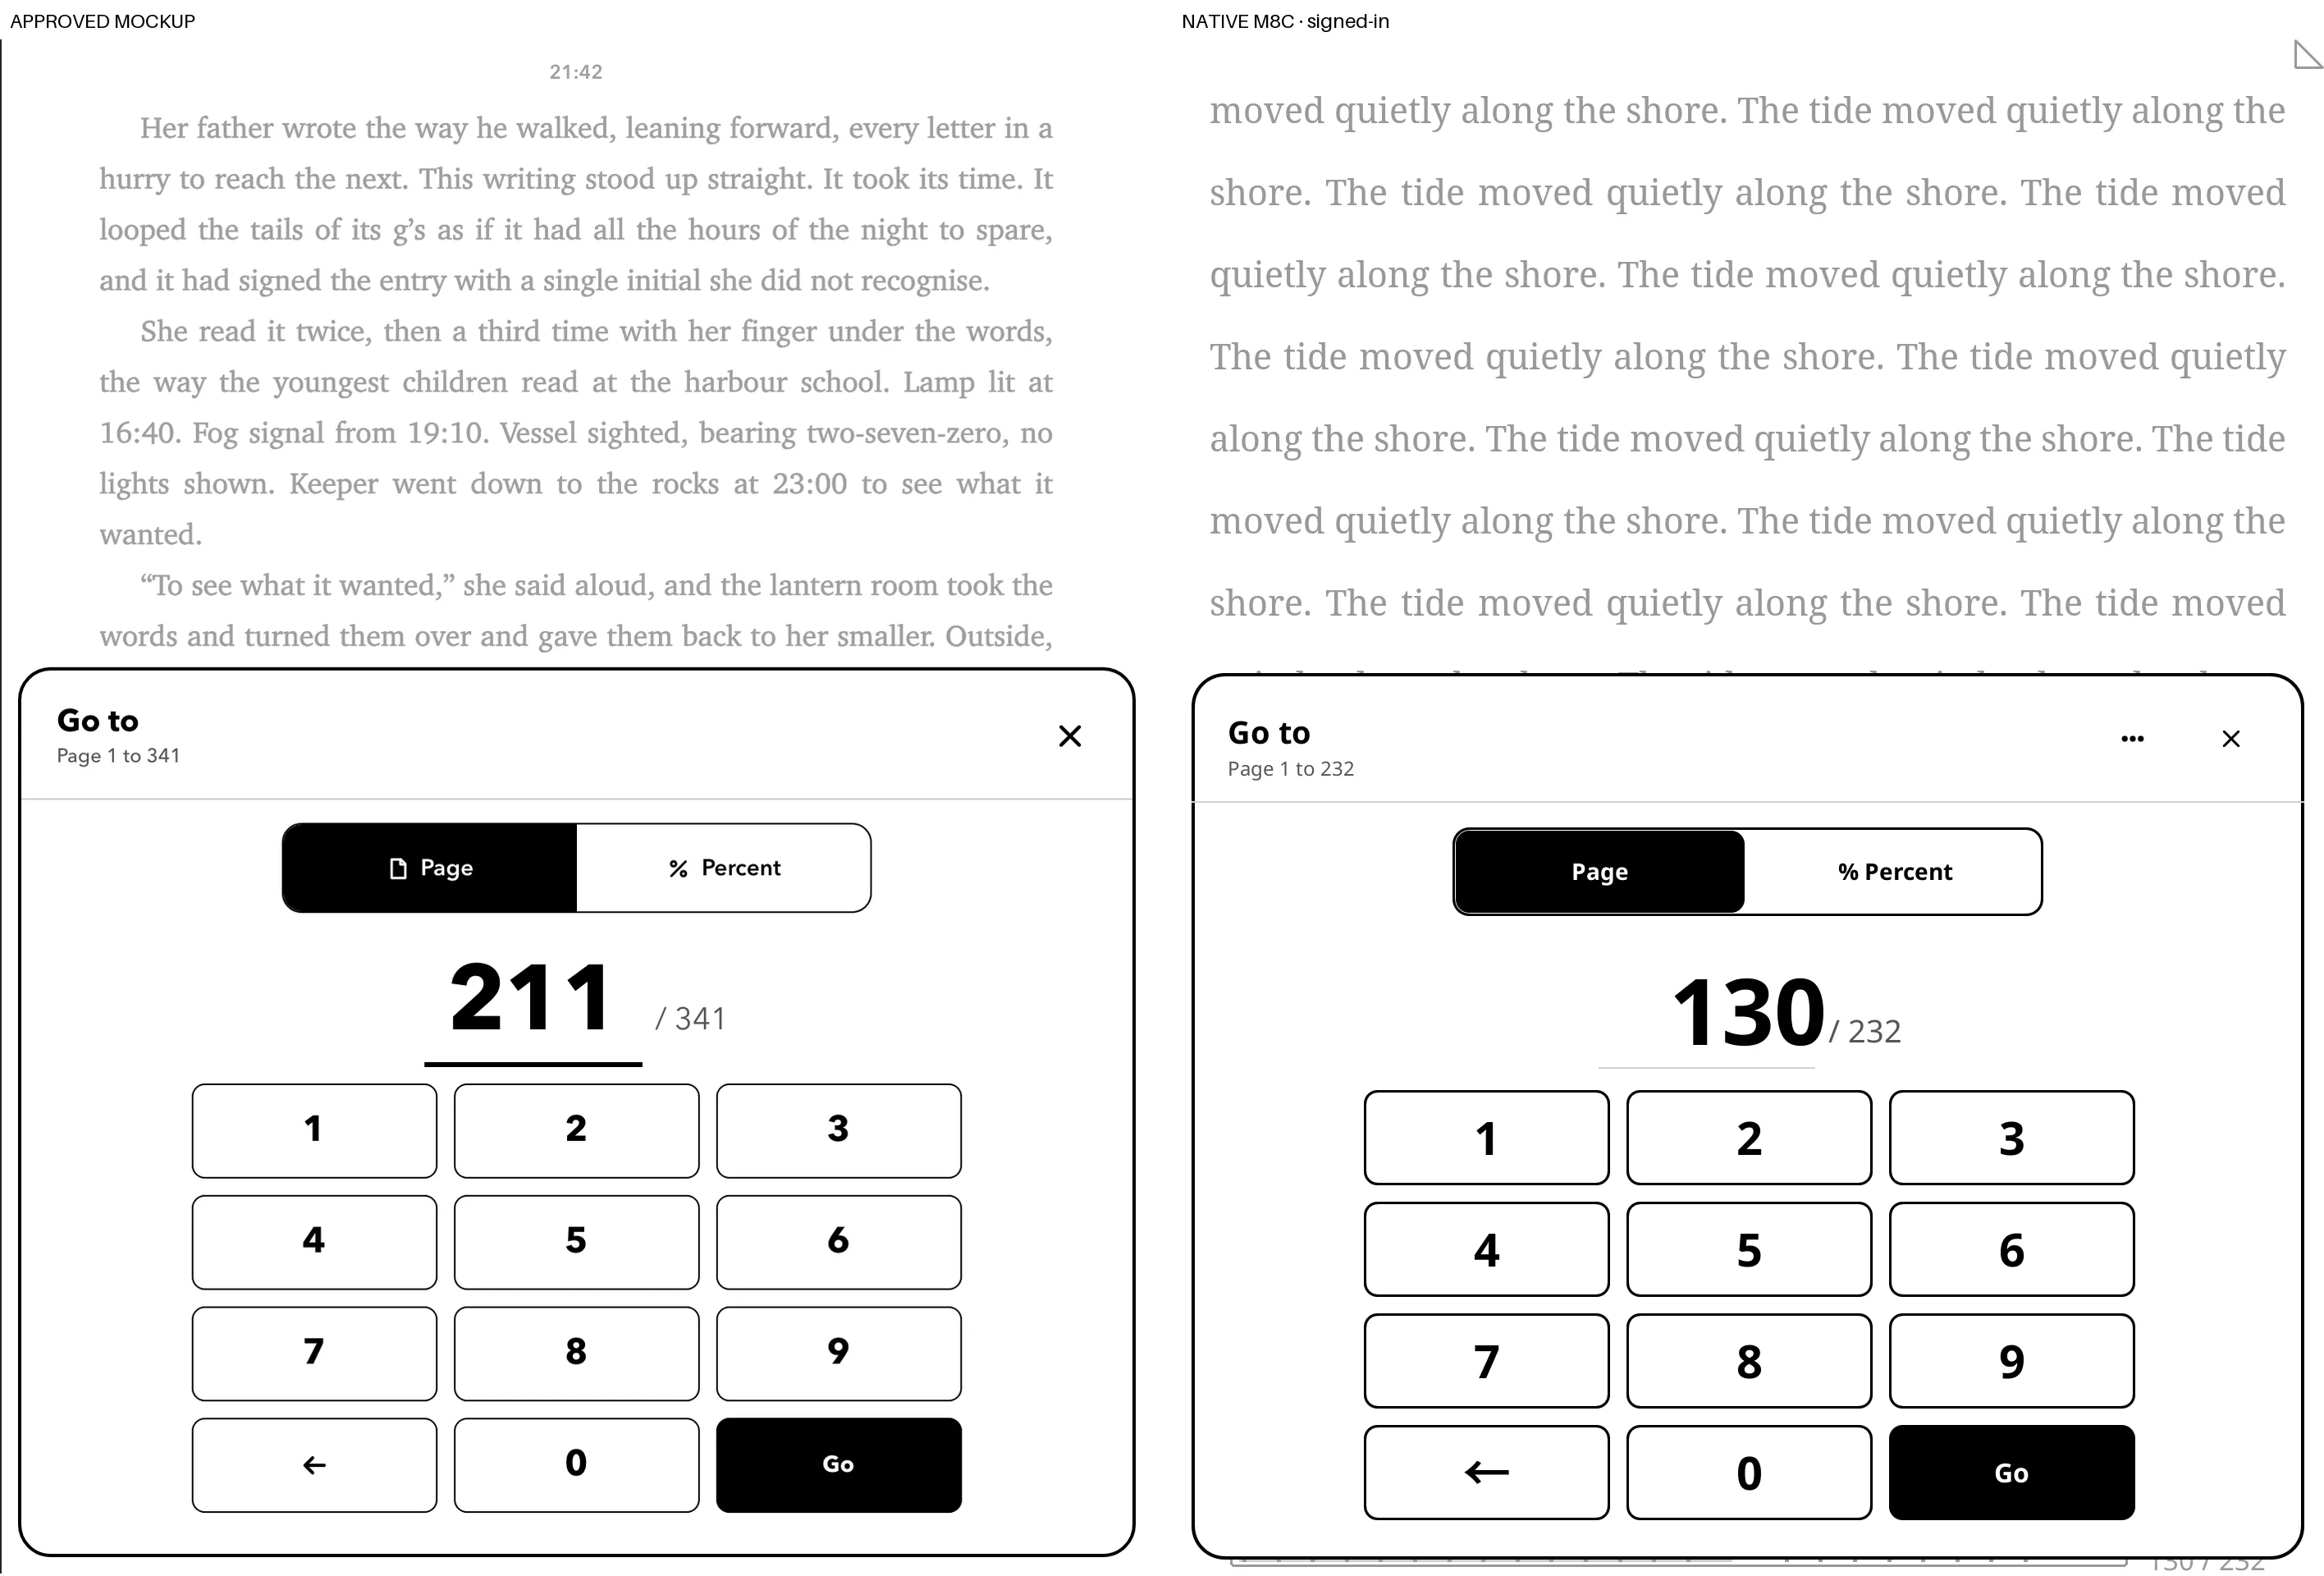 APPROVED MOCKUP
21:42
Her father wrote the way he walked, leaning forward, every letter in a
hurry to reach the next. This writing stood up straight. It took its time. It
looped the tails of its g’s as if it had all the hours of the night to spare,
and it had signed the entry with a single initial she did not recognise.
She read it twice, then a third time with her finger under the words,
the way the youngest children read at the harbour school. Lamp lit at
16:40. Fog signal from 19:10. Vessel sighted, bearing two-seven-zero, no
lights shown. Keeper went down to the rocks at 23:00 to see what it
wanted.
“To see what it wanted,” she said aloud, and the lantern room took the
words and turned them over and gave them back to her smaller. Outside,
Go to
Page 1 to 341
Page
% Percent
211 / 341
1 2 3
4 5 6
7 8 9
← 0 Go
NATIVE M8C · signed-in
moved quietly along the shore. The tide moved quietly along the
shore. The tide moved quietly along the shore. The tide moved
quietly along the shore. The tide moved quietly along the shore.
The tide moved quietly along the shore. The tide moved quietly
along the shore. The tide moved quietly along the shore. The tide
moved quietly along the shore. The tide moved quietly along the
shore. The tide moved quietly along the shore. The tide moved
Go to
Page 1 to 232
Page
% Percent
130 / 232
1 2 3
4 5 6
7 8 9
← 0 Go
130 / 232